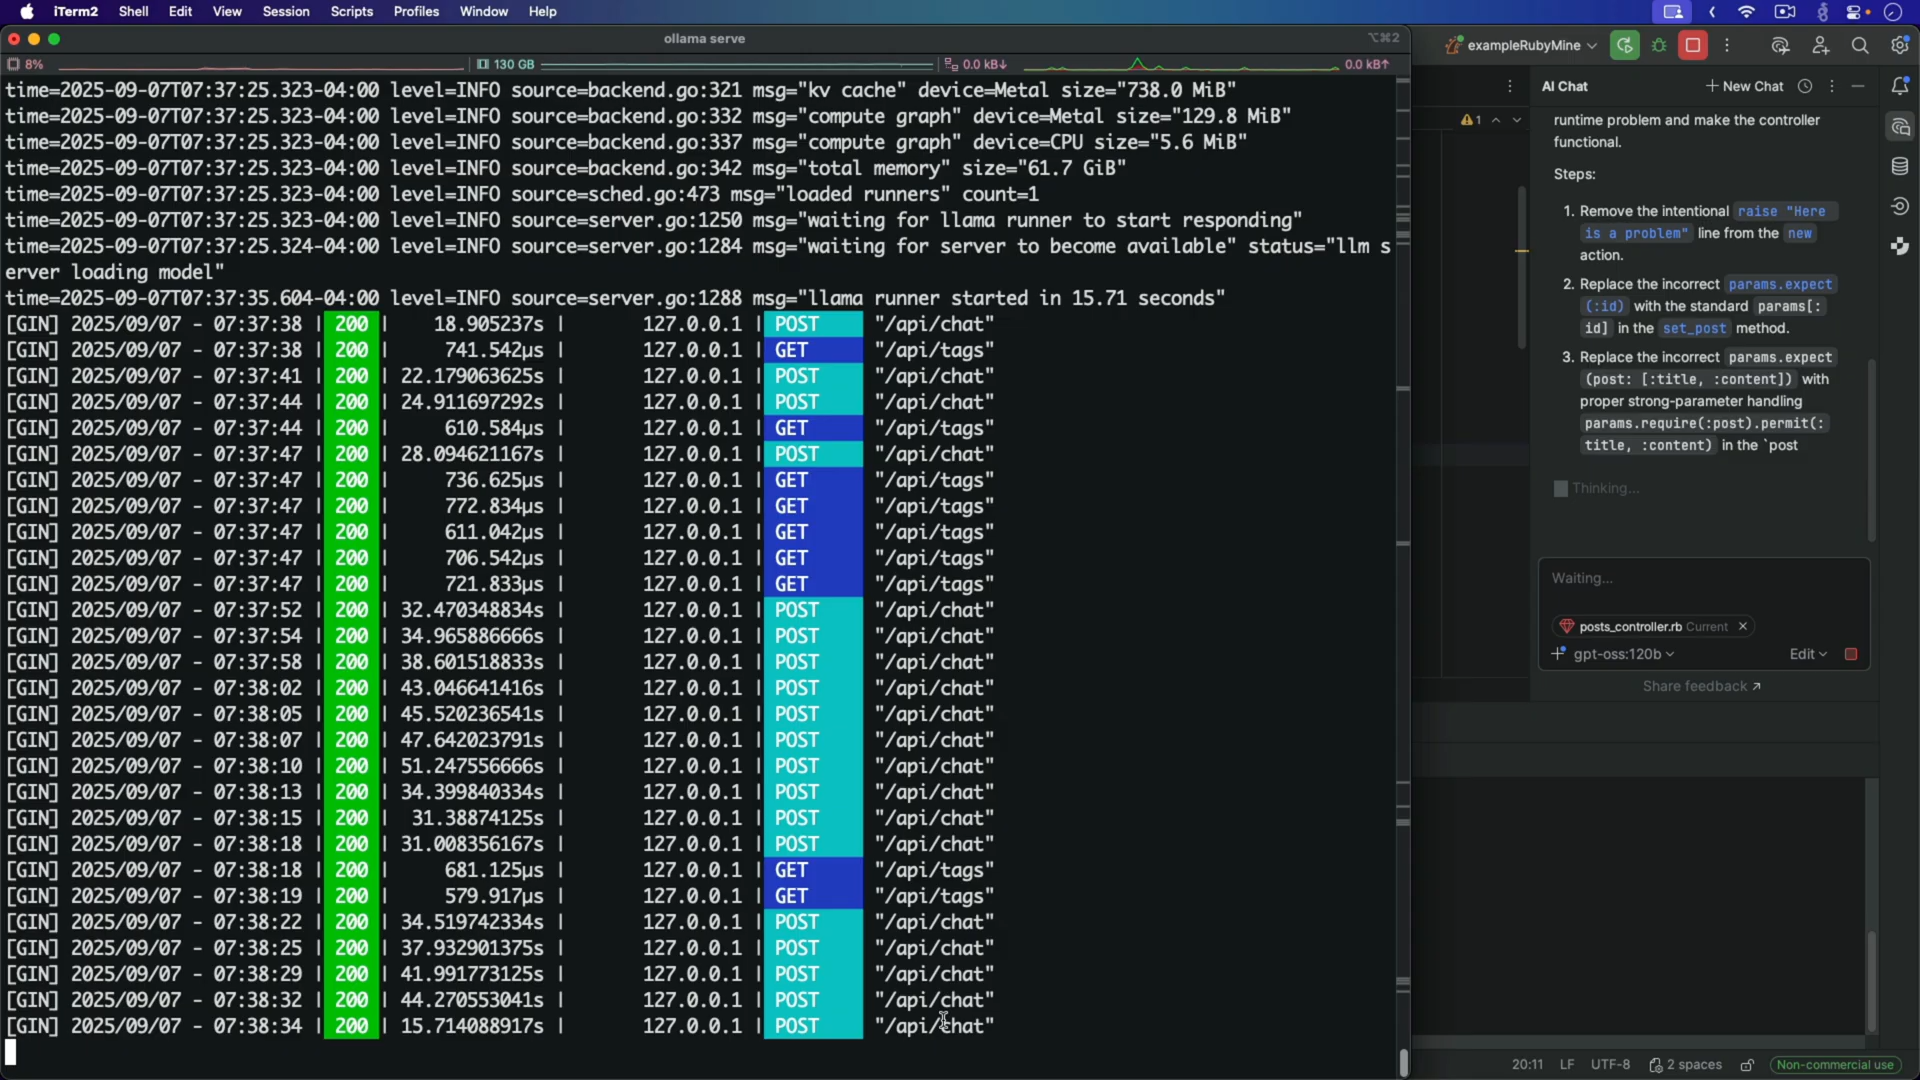 iTerm2 Shell Edit View Session Scripts Profiles Window Help
ollama serve
⌥⌘2
8% 130 GB 0.0 kB↓ 0.0 kB↑
time=2025-09-07T07:37:25.323-04:00 level=INFO source=backend.go:321 msg="kv cache" device=Metal size="738.0 MiB"
time=2025-09-07T07:37:25.323-04:00 level=INFO source=backend.go:332 msg="compute graph" device=Metal size="129.8 MiB"
time=2025-09-07T07:37:25.323-04:00 level=INFO source=backend.go:337 msg="compute graph" device=CPU size="5.6 MiB"
time=2025-09-07T07:37:25.323-04:00 level=INFO source=backend.go:342 msg="total memory" size="61.7 GiB"
time=2025-09-07T07:37:25.323-04:00 level=INFO source=sched.go:473 msg="loaded runners" count=1
time=2025-09-07T07:37:25.323-04:00 level=INFO source=server.go:1250 msg="waiting for llama runner to start responding"
time=2025-09-07T07:37:25.324-04:00 level=INFO source=server.go:1284 msg="waiting for server to become available" status="llm s
erver loading model"
time=2025-09-07T07:37:35.604-04:00 level=INFO source=server.go:1288 msg="llama runner started in 15.71 seconds"
[GIN] 2025/09/07 - 07:37:38 | 200 | 18.905237s | 127.0.0.1 | POST "/api/chat"
[GIN] 2025/09/07 - 07:37:38 | 200 | 741.542µs | 127.0.0.1 | GET "/api/tags"
[GIN] 2025/09/07 - 07:37:41 | 200 | 22.179063625s | 127.0.0.1 | POST "/api/chat"
[GIN] 2025/09/07 - 07:37:44 | 200 | 24.911697292s | 127.0.0.1 | POST "/api/chat"
[GIN] 2025/09/07 - 07:37:44 | 200 | 610.584µs | 127.0.0.1 | GET "/api/tags"
[GIN] 2025/09/07 - 07:37:47 | 200 | 28.094621167s | 127.0.0.1 | POST "/api/chat"
[GIN] 2025/09/07 - 07:37:47 | 200 | 736.625µs | 127.0.0.1 | GET "/api/tags"
[GIN] 2025/09/07 - 07:37:47 | 200 | 772.834µs | 127.0.0.1 | GET "/api/tags"
[GIN] 2025/09/07 - 07:37:47 | 200 | 611.042µs | 127.0.0.1 | GET "/api/tags"
[GIN] 2025/09/07 - 07:37:47 | 200 | 706.542µs | 127.0.0.1 | GET "/api/tags"
[GIN] 2025/09/07 - 07:37:47 | 200 | 721.833µs | 127.0.0.1 | GET "/api/tags"
[GIN] 2025/09/07 - 07:37:52 | 200 | 32.470348834s | 127.0.0.1 | POST "/api/chat"
[GIN] 2025/09/07 - 07:37:54 | 200 | 34.965886666s | 127.0.0.1 | POST "/api/chat"
[GIN] 2025/09/07 - 07:37:58 | 200 | 38.601518833s | 127.0.0.1 | POST "/api/chat"
[GIN] 2025/09/07 - 07:38:02 | 200 | 43.046641416s | 127.0.0.1 | POST "/api/chat"
[GIN] 2025/09/07 - 07:38:05 | 200 | 45.520236541s | 127.0.0.1 | POST "/api/chat"
[GIN] 2025/09/07 - 07:38:07 | 200 | 47.642023791s | 127.0.0.1 | POST "/api/chat"
[GIN] 2025/09/07 - 07:38:10 | 200 | 51.247556666s | 127.0.0.1 | POST "/api/chat"
[GIN] 2025/09/07 - 07:38:13 | 200 | 34.399840334s | 127.0.0.1 | POST "/api/chat"
[GIN] 2025/09/07 - 07:38:15 | 200 | 31.38874125s | 127.0.0.1 | POST "/api/chat"
[GIN] 2025/09/07 - 07:38:18 | 200 | 31.008356167s | 127.0.0.1 | POST "/api/chat"
[GIN] 2025/09/07 - 07:38:18 | 200 | 681.125µs | 127.0.0.1 | GET "/api/tags"
[GIN] 2025/09/07 - 07:38:19 | 200 | 579.917µs | 127.0.0.1 | GET "/api/tags"
[GIN] 2025/09/07 - 07:38:22 | 200 | 34.519742334s | 127.0.0.1 | POST "/api/chat"
[GIN] 2025/09/07 - 07:38:25 | 200 | 37.932901375s | 127.0.0.1 | POST "/api/chat"
[GIN] 2025/09/07 - 07:38:29 | 200 | 41.991773125s | 127.0.0.1 | POST "/api/chat"
[GIN] 2025/09/07 - 07:38:32 | 200 | 44.270553041s | 127.0.0.1 | POST "/api/chat"
[GIN] 2025/09/07 - 07:38:34 | 200 | 15.714088917s | 127.0.0.1 | POST "/api/chat"
exampleRubyMine
AI Chat + New Chat
1
runtime problem and make the controller
functional.
Steps:
1. Remove the intentional raise "Here
is a problem" line from the new
action.
2. Replace the incorrect params.expect
(:id) with the standard params[:
id] in the set_post method.
3. Replace the incorrect params.expect
(post: [:title, :content]) with
proper strong-parameter handling
params.require(:post).permit(:
title, :content) in the `post
Thinking...
Waiting...
posts_controller.rb Current ×
gpt-oss:120b Edit
Share feedback ↗
20:11 LF UTF-8 2 spaces Non-commercial use